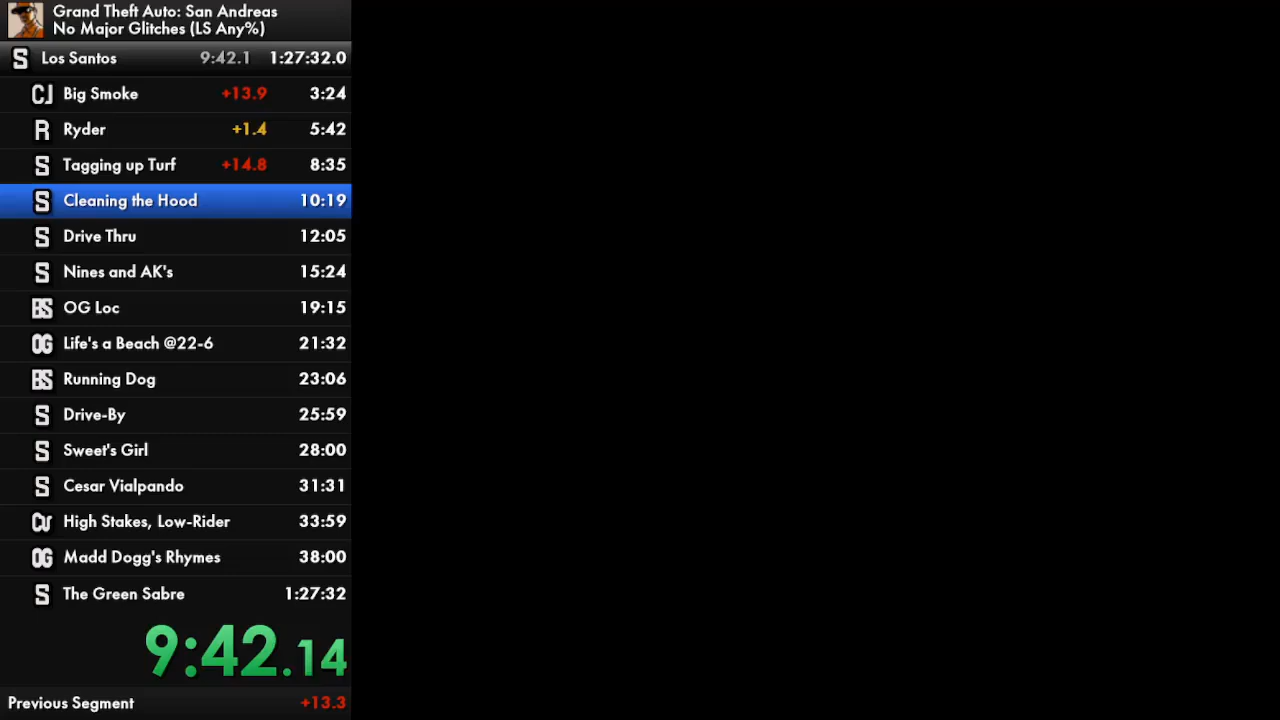 Grand Theft Auto: San Andreas
No Major Glitches (LS Any%)
S Los Santos 9:42.1 1:27:32.0
CJ Big Smoke +13.9 3:24
R Ryder +1.4 5:42
S Tagging up Turf +14.8 8:35
S Cleaning the Hood 10:19
S Drive Thru 12:05
S Nines and AK's 15:24
BS OG Loc 19:15
OG Life's a Beach @22-6 21:32
BS Running Dog 23:06
S Drive-By 25:59
S Sweet's Girl 28:00
S Cesar Vialpando 31:31
Cr High Stakes, Low-Rider 33:59
OG Madd Dogg's Rhymes 38:00
S The Green Sabre 1:27:32
9:42.14
Previous Segment +13.3